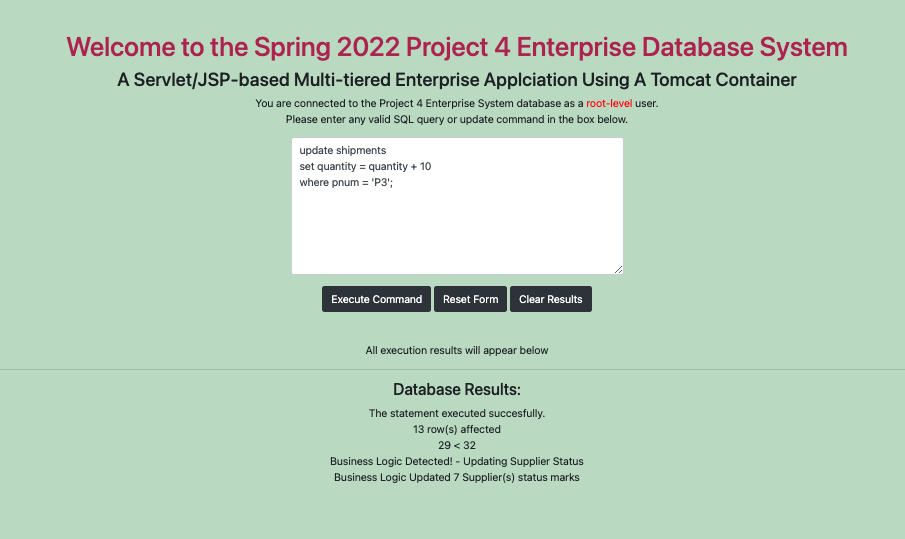 Welcome to the Spring 2022 Project 4 Enterprise Database System
A Servlet/JSP-based Multi-tiered Enterprise Applciation Using A Tomcat Container
You are connected to the Project 4 Enterprise System database as a root-level user.
Please enter any valid SQL query or update command in the box below.
update shipments
set quantity = quantity + 10
where pnum = 'P3';
Execute Command Reset Form Clear Results
All execution results will appear below
Database Results:
The statement executed succesfully.
13 row(s) affected
29 < 32
Business Logic Detected! - Updating Supplier Status
Business Logic Updated 7 Supplier(s) status marks